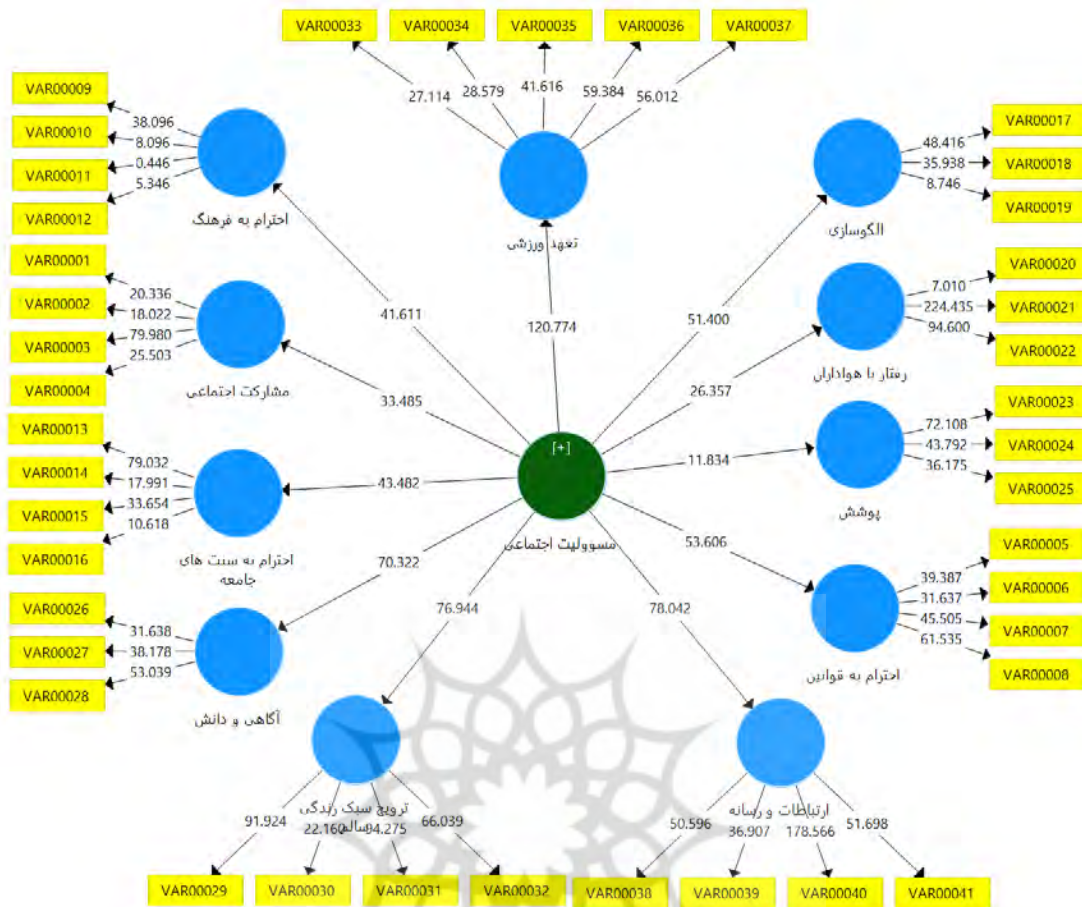 VAR00033
VAR00034
VAR00035
VAR00036
VAR00037
27.114
28.579
41.616
59.384
56.012
تعهد ورزشی
VAR00009
VAR00010
VAR00011
VAR00012
38.096
8.096
0.446
5.346
احترام به فرهنگ
VAR00001
VAR00002
VAR00003
VAR00004
20.336
18.022
79.980
25.503
مشارکت اجتماعی
VAR00013
VAR00014
VAR00015
VAR00016
79.032
17.991
33.654
10.618
احترام به سنت های
جامعه
VAR00026
VAR00027
VAR00028
31.638
38.178
53.039
آگاهی و دانش
VAR00017
VAR00018
VAR00019
48.416
35.938
8.746
الگوسازی
VAR00020
VAR00021
VAR00022
7.010
224.435
94.600
رفتار با هواداران
VAR00023
VAR00024
VAR00025
72.108
43.792
36.175
پوشش
VAR00005
VAR00006
VAR00007
VAR00008
39.387
31.637
45.505
61.535
احترام به قوانین
41.611
120.774
51.400
33.485
26.357
43.482
11.834
70.322
53.606
76.944
78.042
[+]
مسوولیت اجتماعی
ترویج سبک زندگی
سالم
91.924
22.160
94.275
66.039
VAR00029
VAR00030
VAR00031
VAR00032
ارتباطات و رسانه
50.596
36.907
178.566
51.698
VAR00038
VAR00039
VAR00040
VAR00041